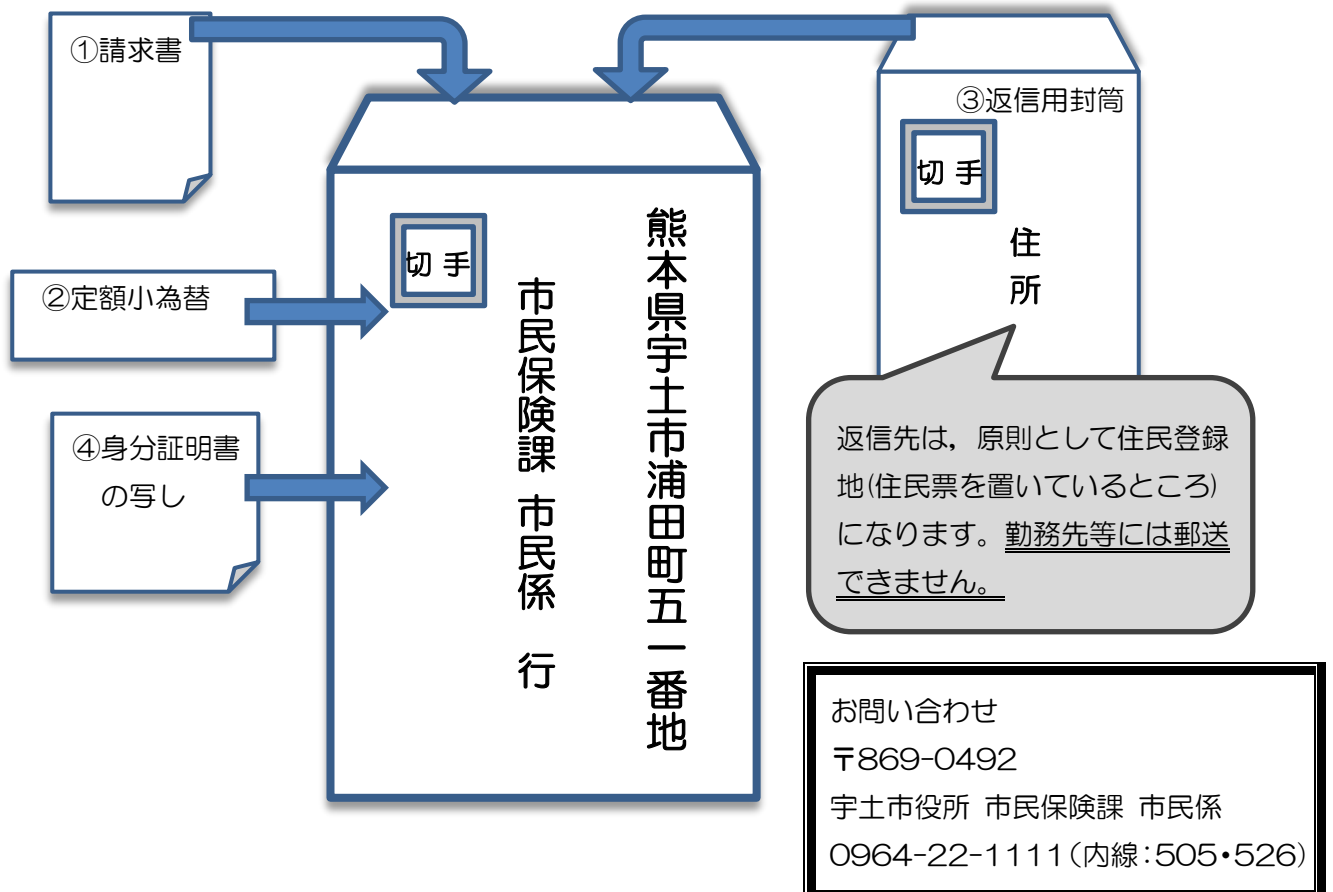 ①請求書
③返信用封筒
切 手
住所
②定額小為替
切 手
熊本県宇土市浦田町五一番地
市民保険課 市民係 行
④身分証明書
の写し
返信先は，原則として住民登録
地(住民票を置いているところ)
になります。勤務先等には郵送
できません。
お問い合わせ
〒869-0492
宇土市役所 市民保険課 市民係
0964-22-1111(内線：505・526)